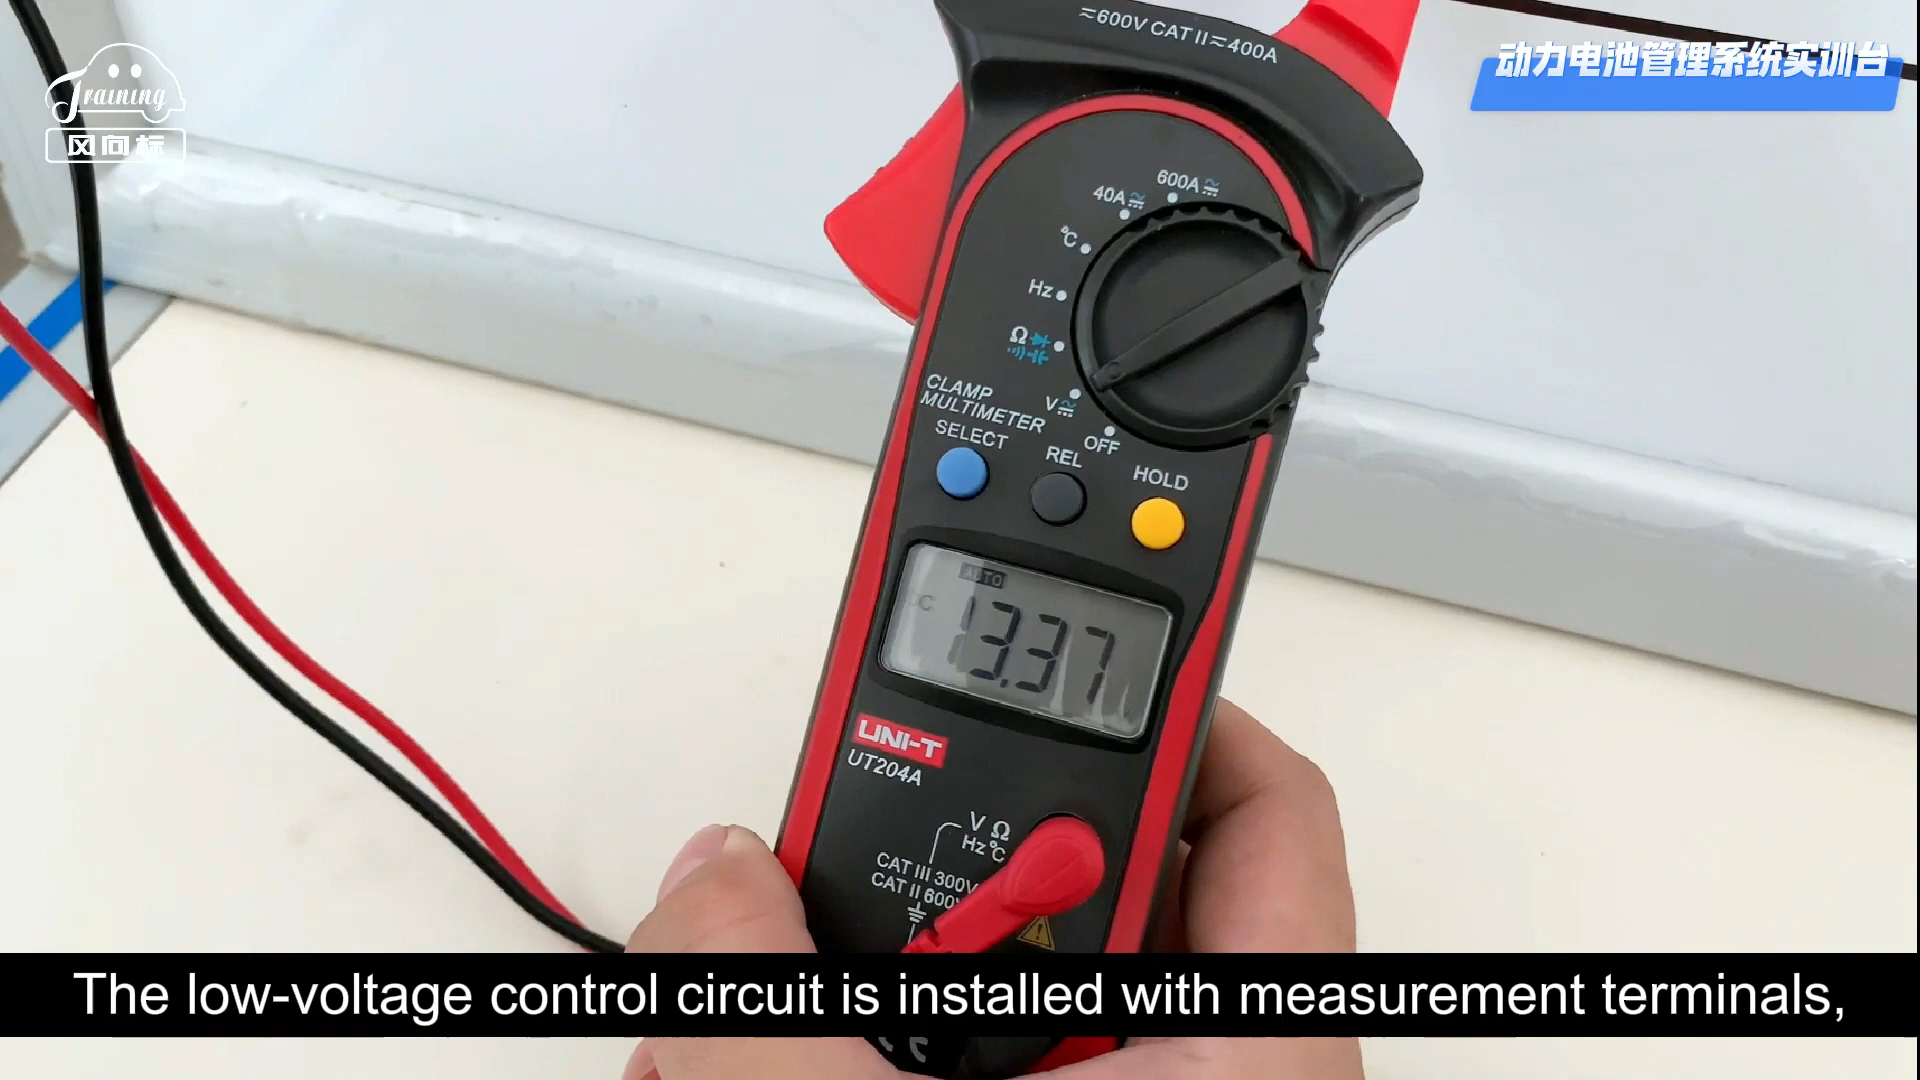 ≂600V CAT II ≂400A
动力电池管理系统实训台
Training
风向标
600A
40A
℃
Hz
Ω
V
OFF
CLAMP
MULTIMETER
SELECT
REL
HOLD
AUTO
13.37
UNI-T
UT204A
V Ω
Hz℃
CAT III 300V
CAT II 600V
The low-voltage control circuit is installed with measurement terminals,